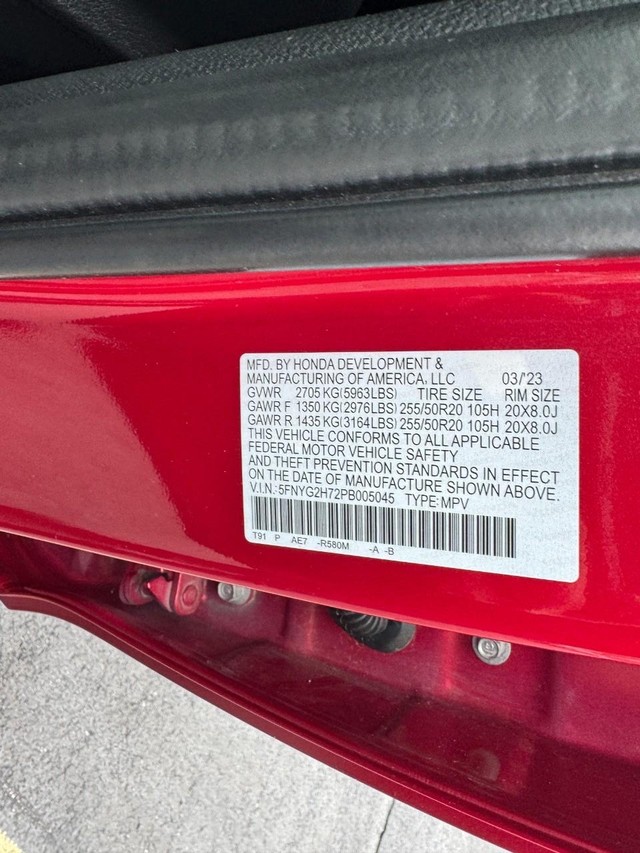 MFD. BY HONDA DEVELOPMENT &
MANUFACTURING OF AMERICA, LLC 03/'23
GVWR 2705 KG(5963LBS) TIRE SIZE RIM SIZE
GAWR F 1350 KG(2976LBS) 255/50R20 105H 20X8.0J
GAWR R 1435 KG(3164LBS) 255/50R20 105H 20X8.0J
THIS VEHICLE CONFORMS TO ALL APPLICABLE
FEDERAL MOTOR VEHICLE SAFETY
AND THEFT PREVENTION STANDARDS IN EFFECT
ON THE DATE OF MANUFACTURE SHOWN ABOVE.
V.I.N.:5FNYG2H72PB005045 TYPE:MPV
T91 P AE7 -R580M -A -B